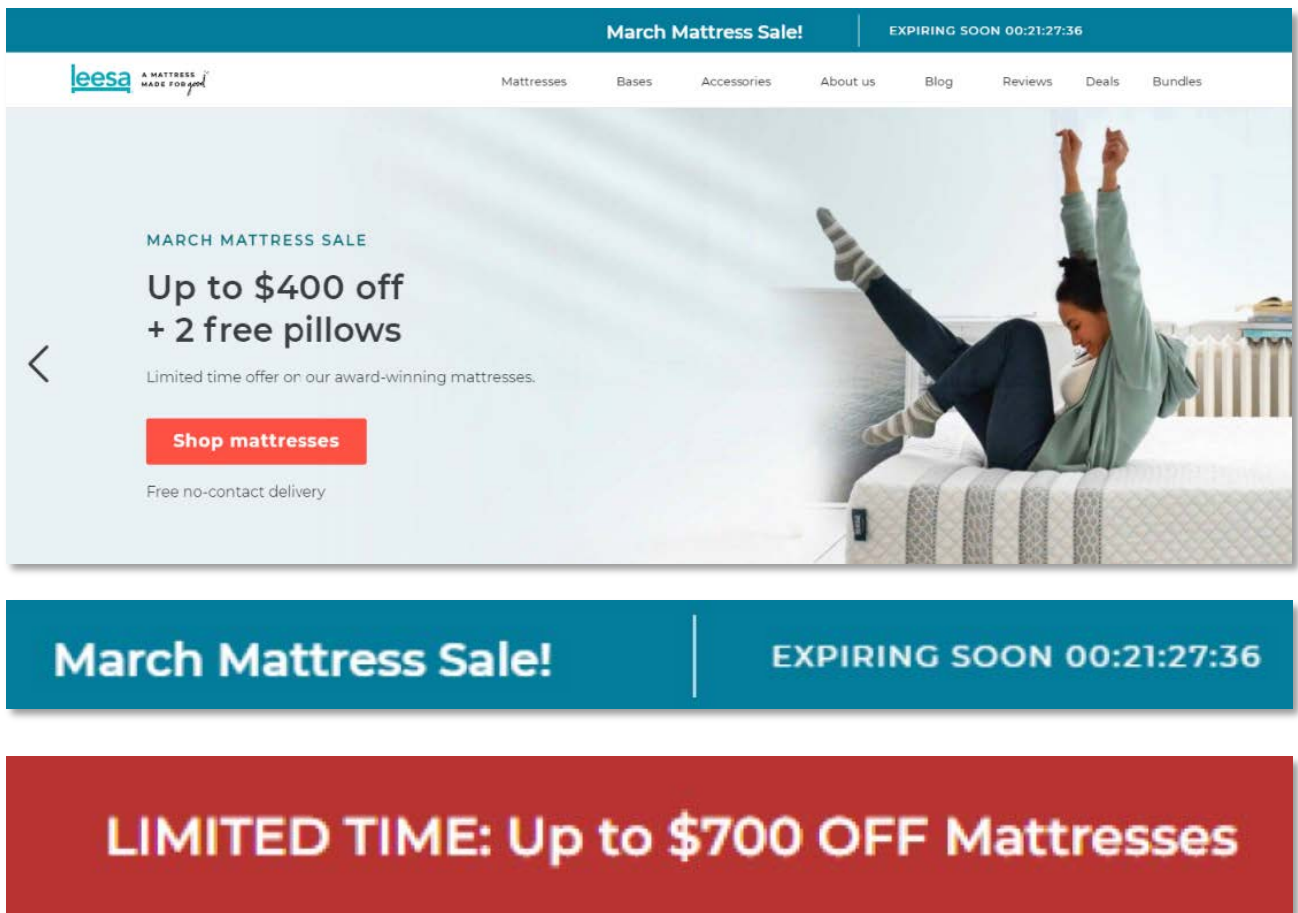 March Mattress Sale! EXPIRING SOON 00:21:27:36
leesa A MATTRESS MADE FOR good
Mattresses Bases Accessories About us Blog Reviews Deals Bundles
MARCH MATTRESS SALE
Up to $400 off
+ 2 free pillows
Limited time offer on our award-winning mattresses.
Shop mattresses
Free no-contact delivery
March Mattress Sale! EXPIRING SOON 00:21:27:36
LIMITED TIME: Up to $700 OFF Mattresses